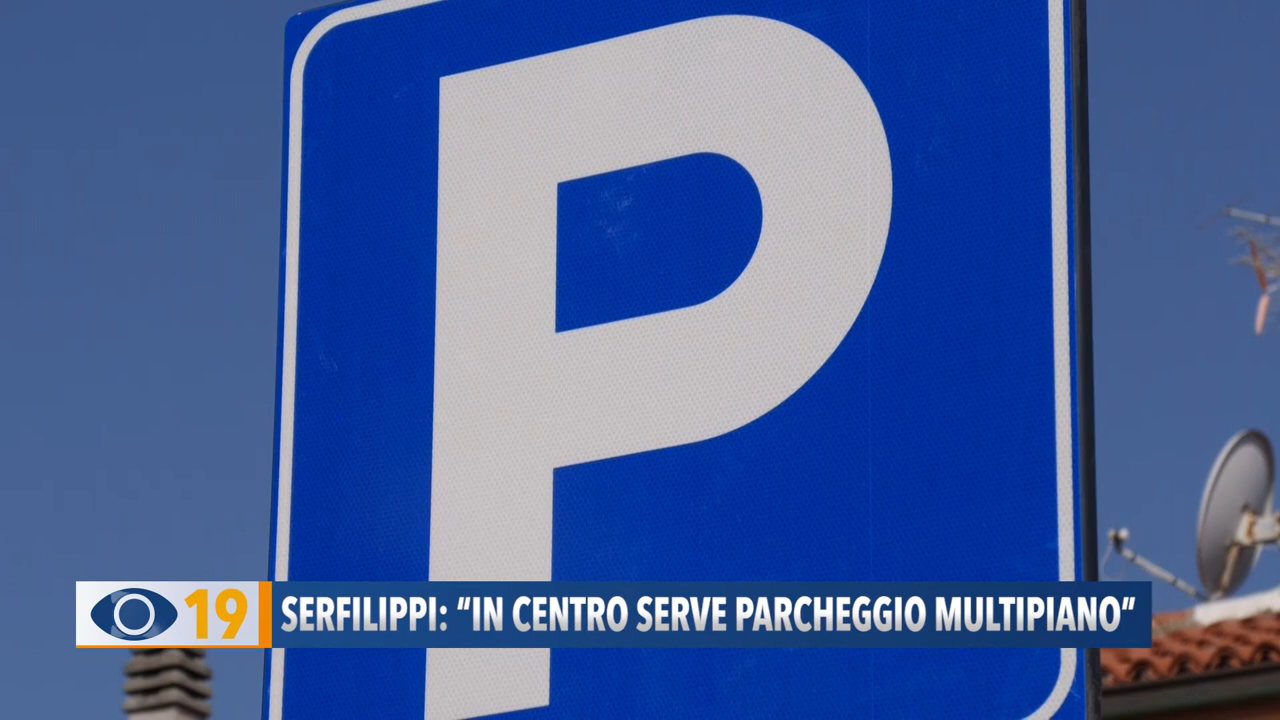 P
19 SERFILIPPI: “IN CENTRO SERVE PARCHEGGIO MULTIPIANO”